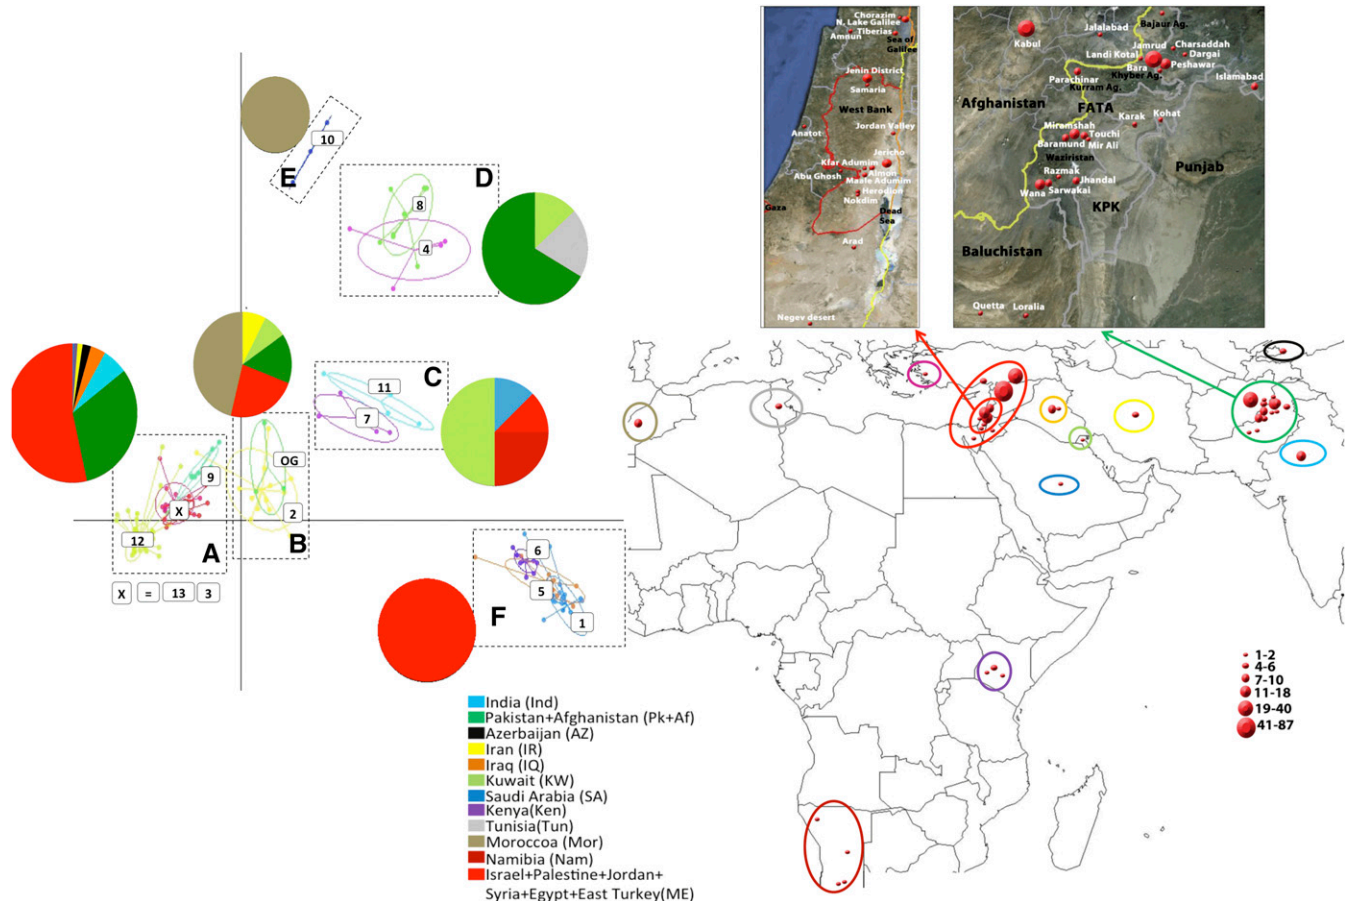 10
E
8
D
4
11
C
7
OG
9
X
2
12
A
B
X = 13 3
6
5
F
1
India (Ind)
Pakistan+Afghanistan (Pk+Af)
Azerbaijan (AZ)
Iran (IR)
Iraq (IQ)
Kuwait (KW)
Saudi Arabia (SA)
Kenya(Ken)
Tunisia(Tun)
Moroccoa (Mor)
Namibia (Nam)
Israel+Palestine+Jordan+
Syria+Egypt+East Turkey(ME)
Chorazim
N. Lake Galilee
Tiberias
Amnun
Sea of
Galilee
Jenin District
Samaria
West Bank
Jordan Valley
Anatot
Jericho
Kfar Adumim
Almon
Abu Ghosh
Maale Adumim
Herodion
Nokdim
Gaza
Dead
Sea
Arad
Negev desert
Bajaur Ag.
Kabul
Jalalabad
Jamrud
Charsaddah
Landi Kotal
Dargai
Bara
Peshawar
Khyber Ag.
Parachinar
Islamabad
Kurram Ag.
Afghanistan
FATA
Karak
Kohat
Miramshah
Touchi
Baramund
Mir Ali
Waziristan
Punjab
Razmak
Jhandal
Wana
Sarwakai
KPK
Baluchistan
Quetta
Loralia
1-2
4-6
7-10
11-18
19-40
41-87